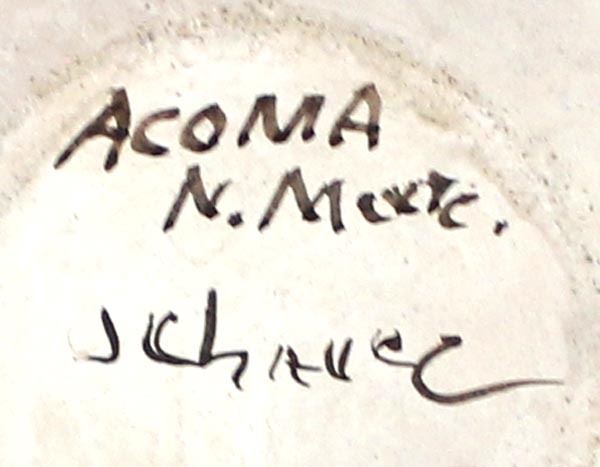 ACOMA
N. Mexic.
J Chavez